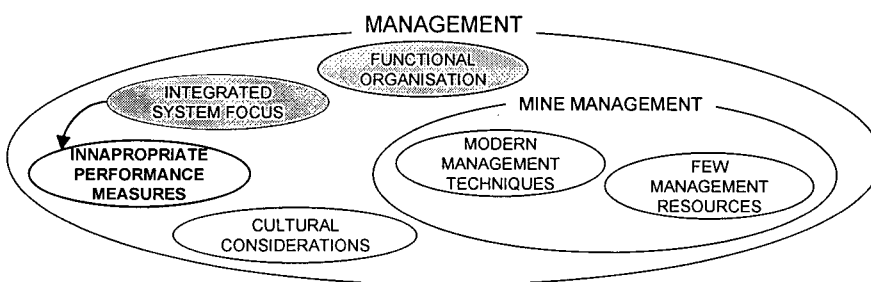 MANAGEMENT
FUNCTIONAL
ORGANISATION
INTEGRATED
SYSTEM FOCUS
MINE MANAGEMENT
INNAPROPRIATE
PERFORMANCE
MEASURES
MODERN
MANAGEMENT
TECHNIQUES
FEW
MANAGEMENT
RESOURCES
CULTURAL
CONSIDERATIONS